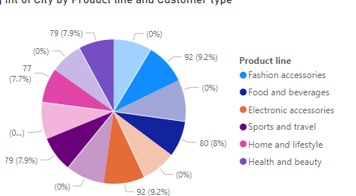 of City by Product line and Customer type
79 (7.9%)
(0%)
(0%)
92 (9.2%)
77
(7.7%)
(0%)
(0...)
80 (8%)
79 (7.9%)
(0%)
(0%)
92 (9.2%)
Product line
Fashion accessories
Food and beverages
Electronic accessories
Sports and travel
Home and lifestyle
Health and beauty